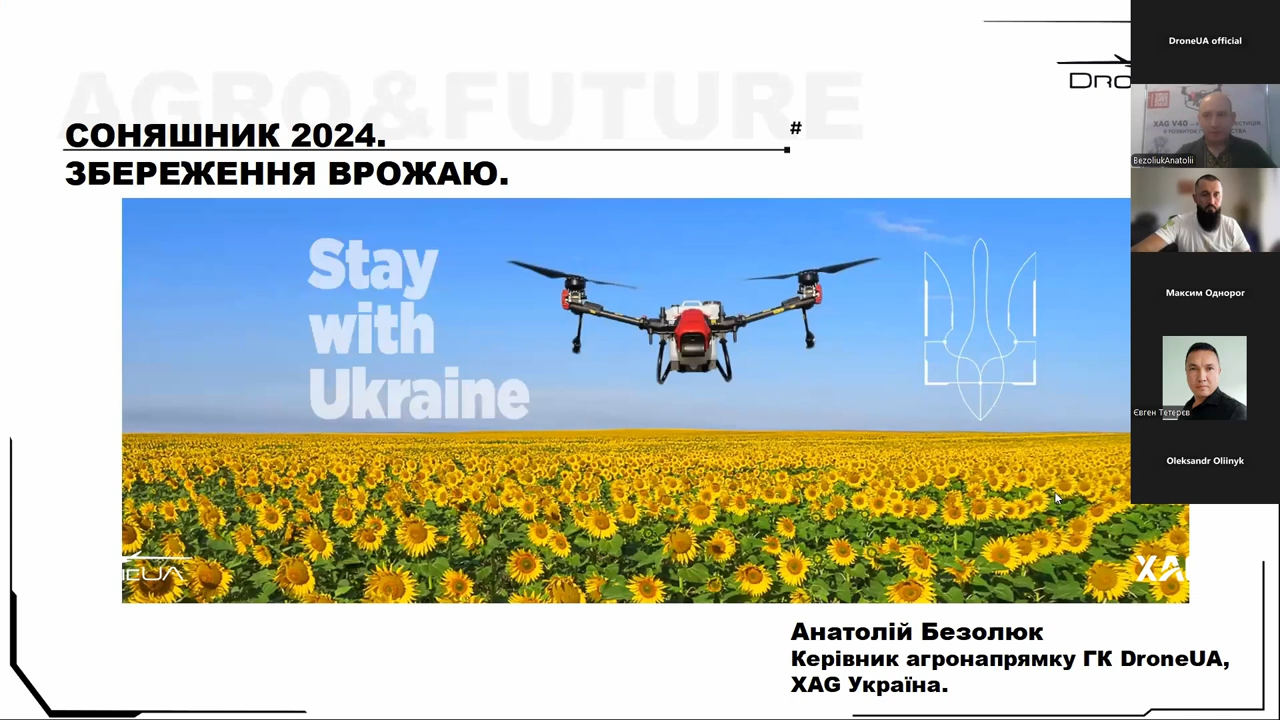 AGRO&FUTURE
СОНЯШНИК 2024.
#
ЗБЕРЕЖЕННЯ ВРОЖАЮ.
Stay
with
Ukraine
Анатолій Безолюк
Керівник агронапрямку ГК DroneUA,
XAG Україна.
DroneUA official
XAG V40
BezoliukAnatolii
Максим Однорог
Євген Тетерєв
Oleksandr Oliinyk